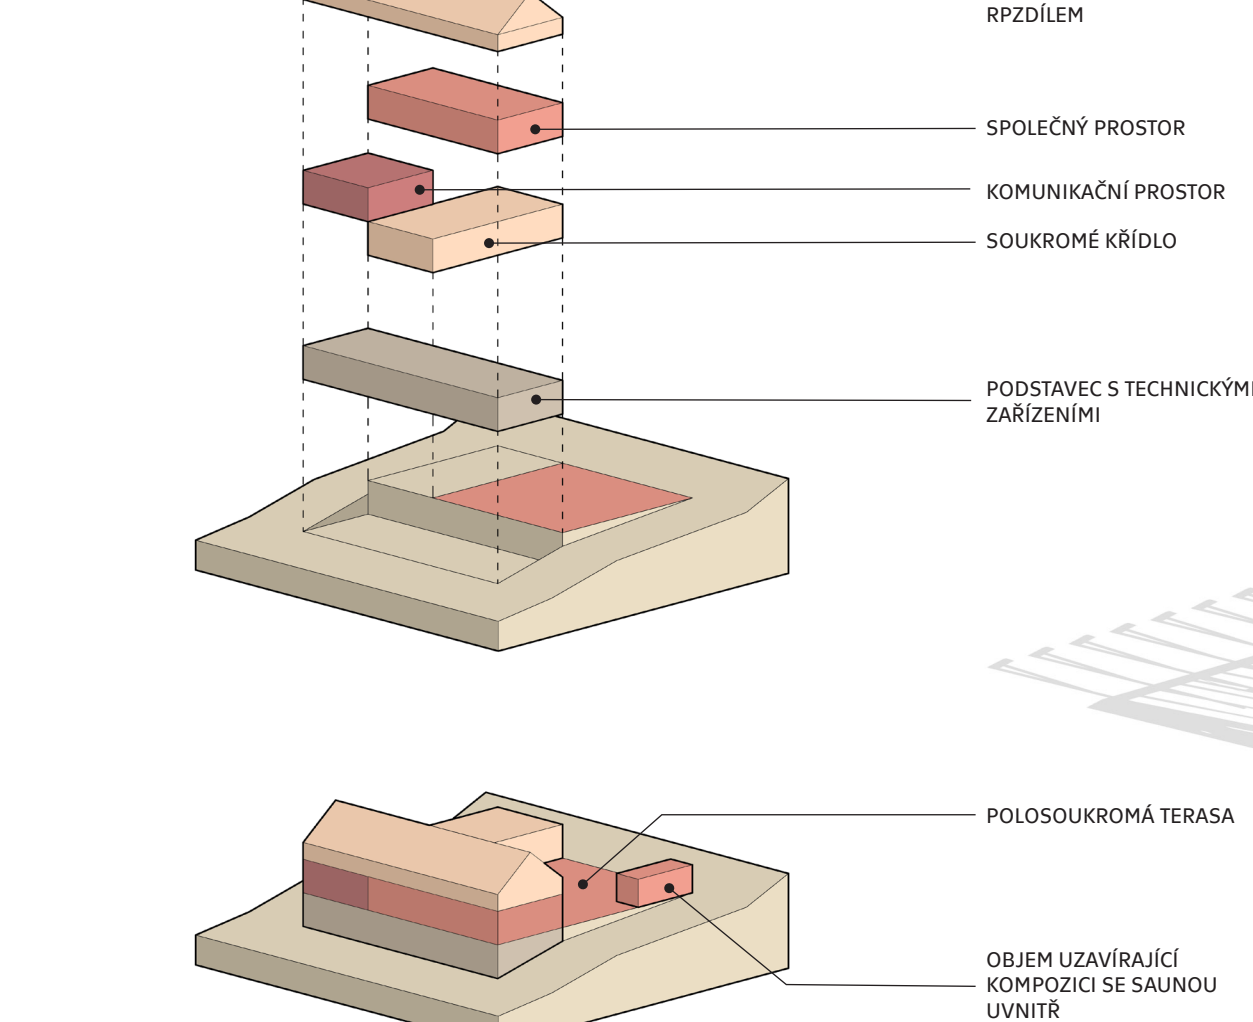 RPZDÍLEM
SPOLEČNÝ PROSTOR
KOMUNIKAČNÍ PROSTOR
SOUKROMÉ KŘÍDLO
PODSTAVEC S TECHNICKÝMI
ZAŘÍZENÍMI
POLOSOUKROMÁ TERASA
OBJEM UZAVÍRAJÍCÍ
KOMPOZICI SE SAUNOU
UVNITŘ